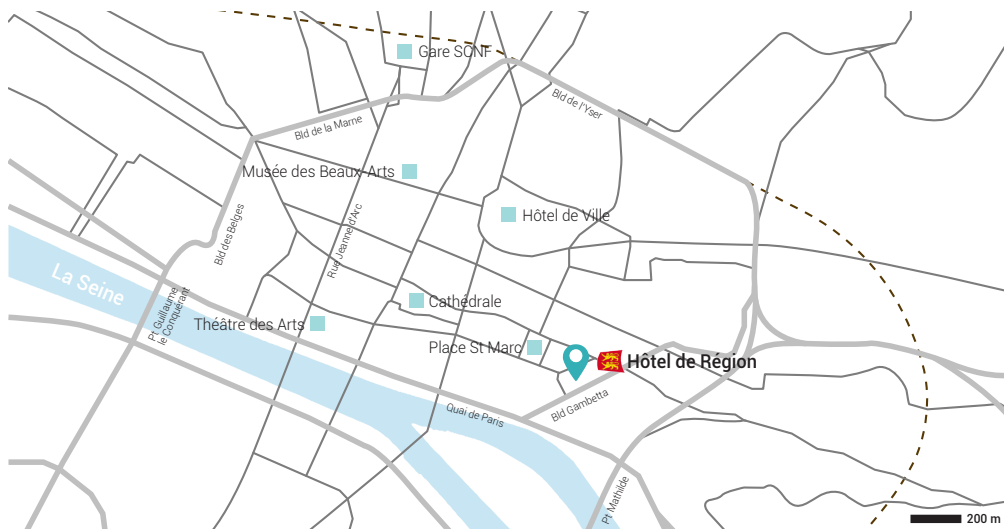 Gare SCNF
Bld de l'Yser
Bld de la Marne
Musée des Beaux-Arts
Hôtel de Ville
Bld des Belges
Rue Jeanne d'Arc
La Seine
Pt Guillaume
le Conquérant
Cathédrale
Théâtre des Arts
Place St Marc
Hôtel de Région
Quai de Paris
Bld Gambetta
Pt Mathilde
200 m